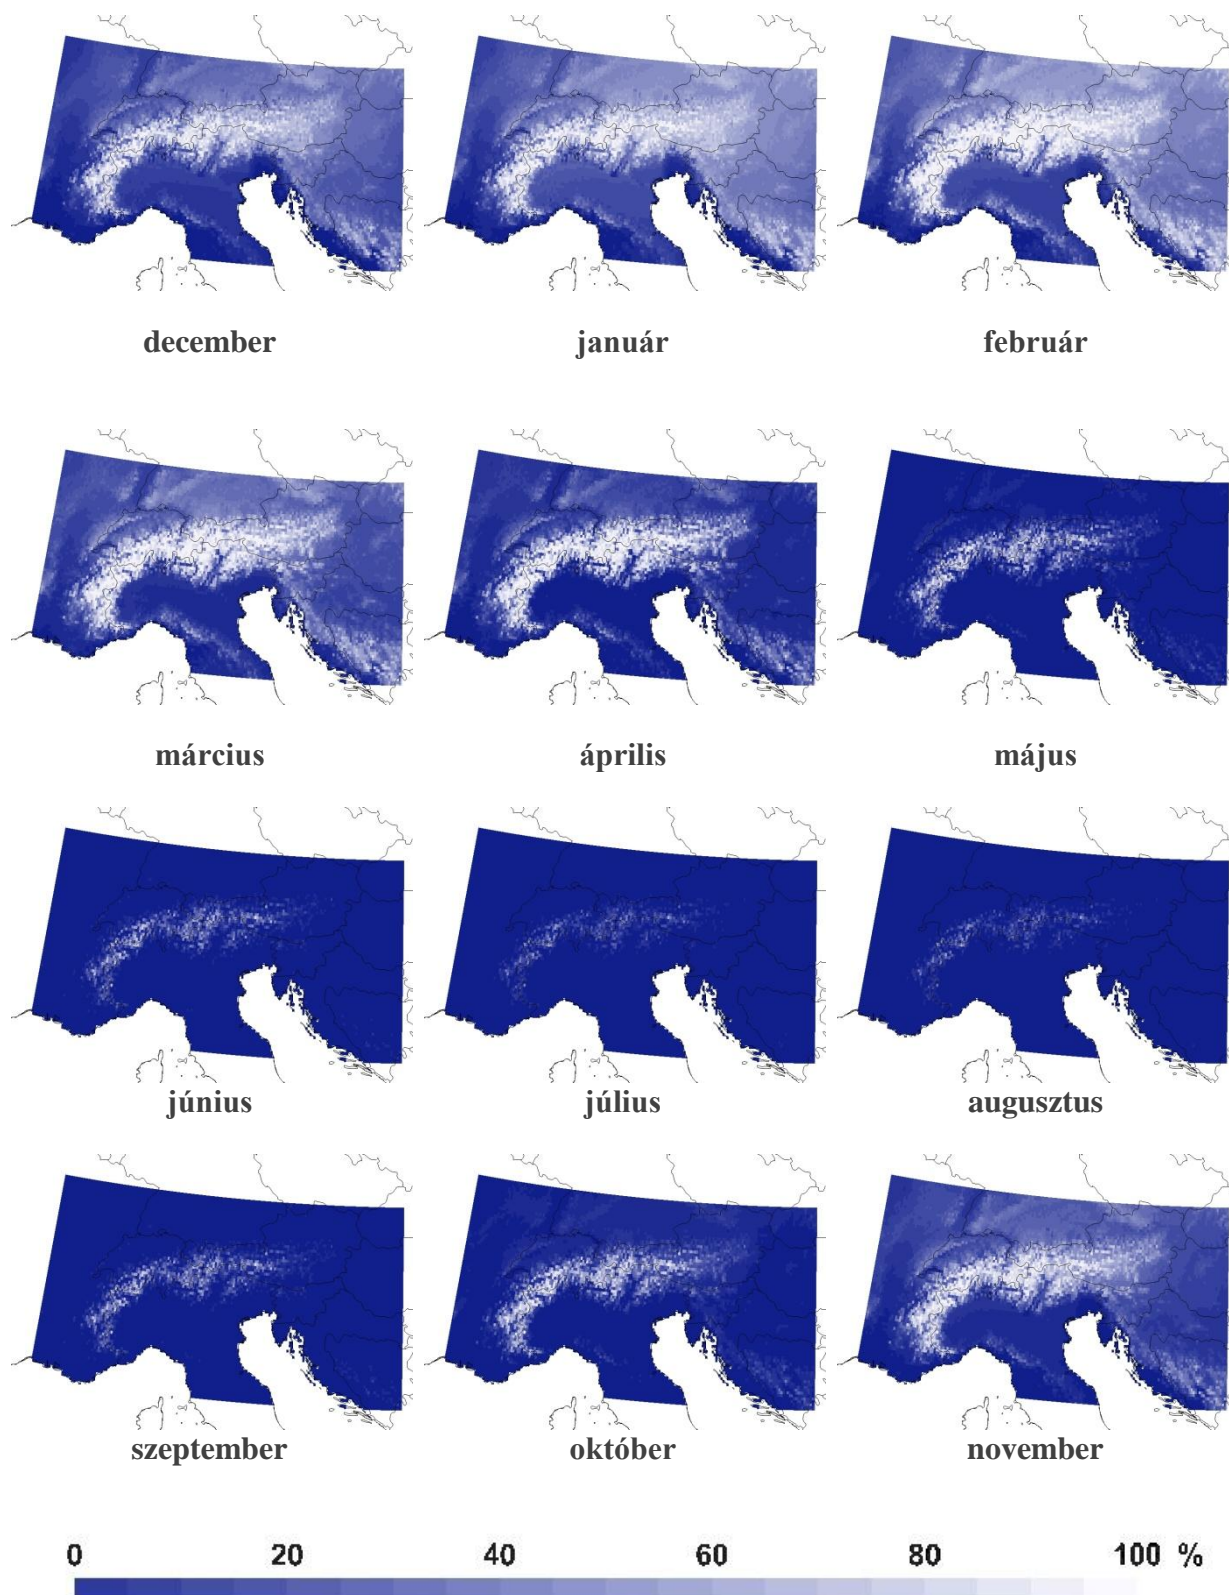 december január február
március április május
június július augusztus
szeptember október november
0 20 40 60 80 100 %